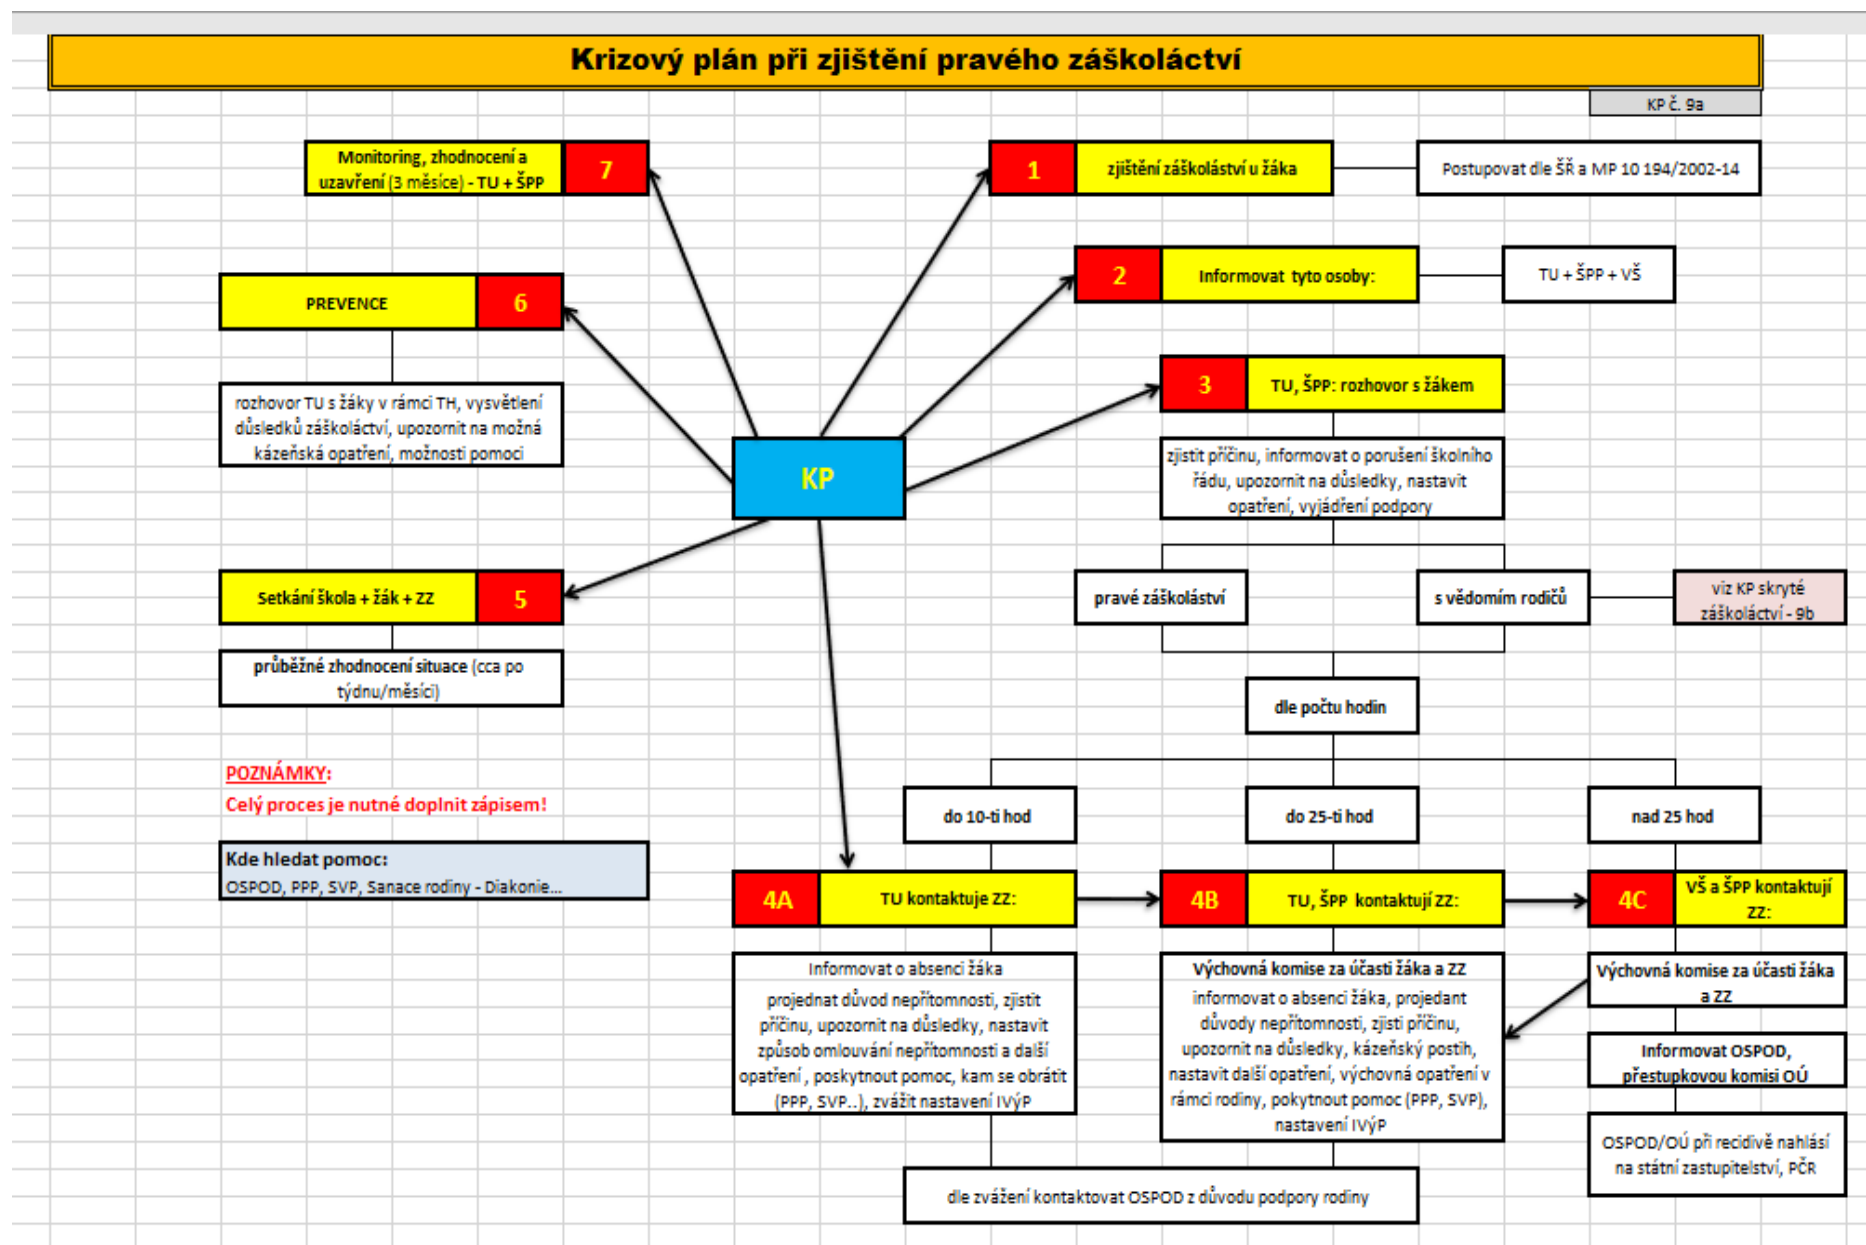 Krizový plán při zjištění pravého záškoláctví
KP č. 9a
1
zjištění záškoláství u žáka
Postupovat dle ŠŘ a MP 10 194/2002-14
2
Informovat tyto osoby:
TU + ŠPP + VŠ
3
TU, ŠPP: rozhovor s žákem
zjistit příčinu, informovat o porušení školního
řádu, upozornit na důsledky, nastavit
opatření, vyjádření podpory
pravé záškoláství
s vědomím rodičů
viz KP skryté
záškoláctví - 9b
dle počtu hodin
do 10-ti hod
do 25-ti hod
nad 25 hod
KP
4A
TU kontaktuje ZZ:
Informovat o absenci žáka
projednat důvod nepřítomnosti, zjistit
příčinu, upozornit na důsledky, nastavit
způsob omlouvání nepřítomnosti a další
opatření , poskytnout pomoc, kam se obrátit
(PPP, SVP..), zvážit nastavení IVýP
4B
TU, ŠPP kontaktují ZZ:
Výchovná komise za účasti žáka a ZZ
informovat o absenci žáka, projedant
důvody nepřítomnosti, zjisti příčinu,
upozornit na důsledky, kázeňský postih,
nastavit další opatření, výchovná opatření v
rámci rodiny, pokytnout pomoc (PPP, SVP),
nastavení IVýP
4C
VŠ a ŠPP kontaktují
ZZ:
Výchovná komise za účasti žáka
a ZZ
Informovat OSPOD,
přestupkovou komisi OÚ
OSPOD/OÚ při recidivě nahlásí
na státní zastupitelství, PČR
dle zvážení kontaktovat OSPOD z důvodu podpory rodiny
Setkání škola + žák + ZZ
5
průběžné zhodnocení situace (cca po
týdnu/měsíci)
PREVENCE
6
rozhovor TU s žáky v rámci TH, vysvětlení
důsledků záškoláctví, upozornit na možná
kázeňská opatření, možnosti pomoci
Monitoring, zhodnocení a
uzavření (3 měsíce) - TU + ŠPP
7
POZNÁMKY:
Celý proces je nutné doplnit zápisem!
Kde hledat pomoc:
OSPOD, PPP, SVP, Sanace rodiny - Diakonie...